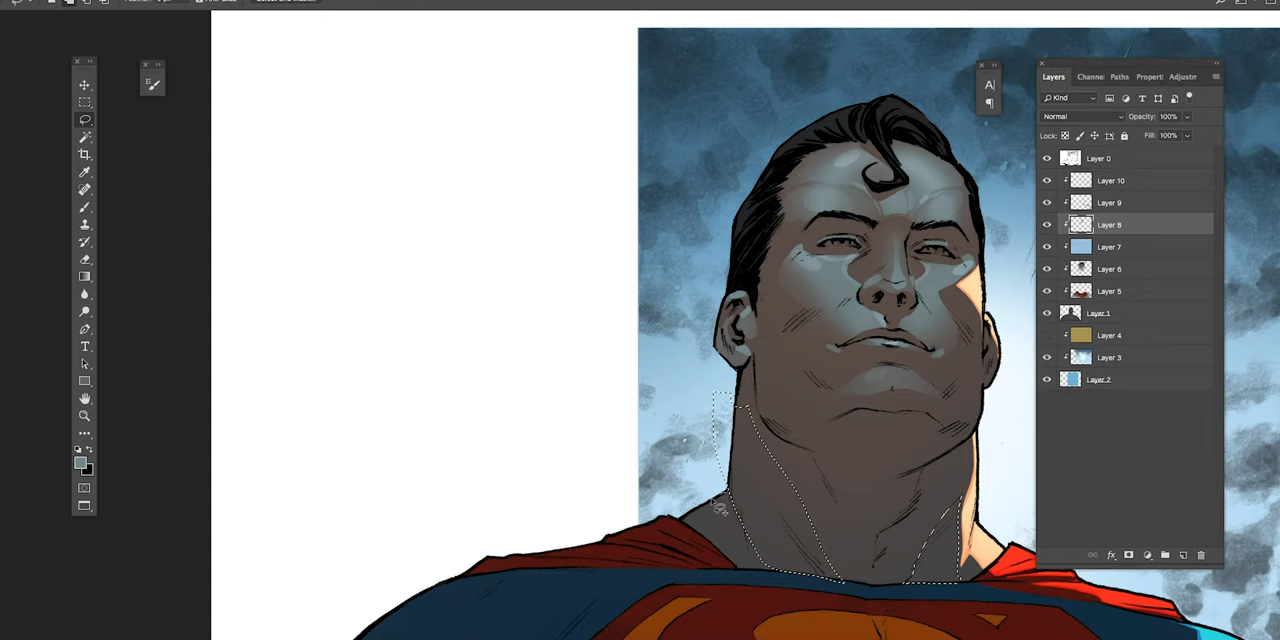 Layers Channel Paths Properti Adjustm
Kind
Normal Opacity: 100%
Lock: Fill: 100%
Layer 0
Layer 10
Layer 9
Layer 8
Layer 7
Layer 6
Layer 5
Layer 1
Layer 4
Layer 3
Layer 2